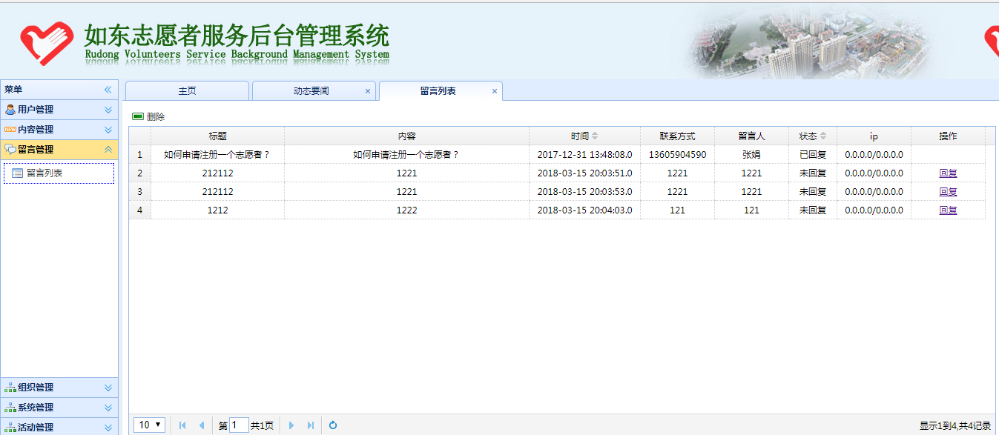 如东志愿者服务后台管理系统
Rudong Volunteers Service Background Management System
菜单
用户管理
NEW 内容管理
留言管理
留言列表
组织管理
系统管理
活动管理
主页 动态要闻 × 留言列表 ×
删除
标题 内容 时间 联系方式 留言人 状态 ip 操作
1 如何申请注册一个志愿者？ 如何申请注册一个志愿者？ 2017-12-31 13:48:08.0 13605904590 张娟 已回复 0.0.0.0/0.0.0.0
2 212112 1221 2018-03-15 20:03:51.0 1221 1221 未回复 0.0.0.0/0.0.0.0 回复
3 212112 1221 2018-03-15 20:03:53.0 1221 1221 未回复 0.0.0.0/0.0.0.0 回复
4 1212 1222 2018-03-15 20:04:03.0 121 121 未回复 0.0.0.0/0.0.0.0 回复
10 第 1 共1页 显示1到4,共4记录